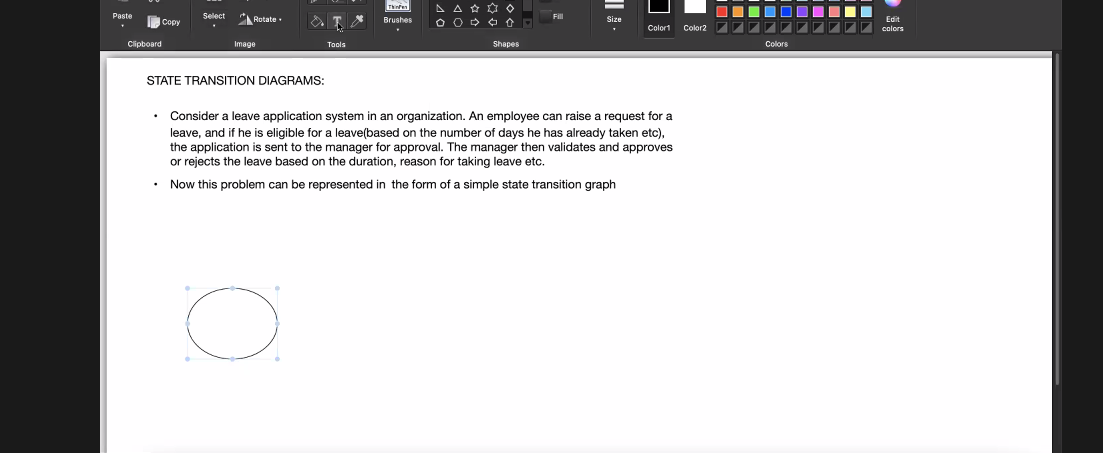 Paste
Copy
Select
Rotate
Brushes
Fill
Size
Color1
Color2
Edit
colors
Clipboard
Image
Tools
Shapes
Colors
STATE TRANSITION DIAGRAMS:
• Consider a leave application system in an organization. An employee can raise a request for a
leave, and if he is eligible for a leave(based on the number of days he has already taken etc),
the application is sent to the manager for approval. The manager then validates and approves
or rejects the leave based on the duration, reason for taking leave etc.
• Now this problem can be represented in  the form of a simple state transition graph